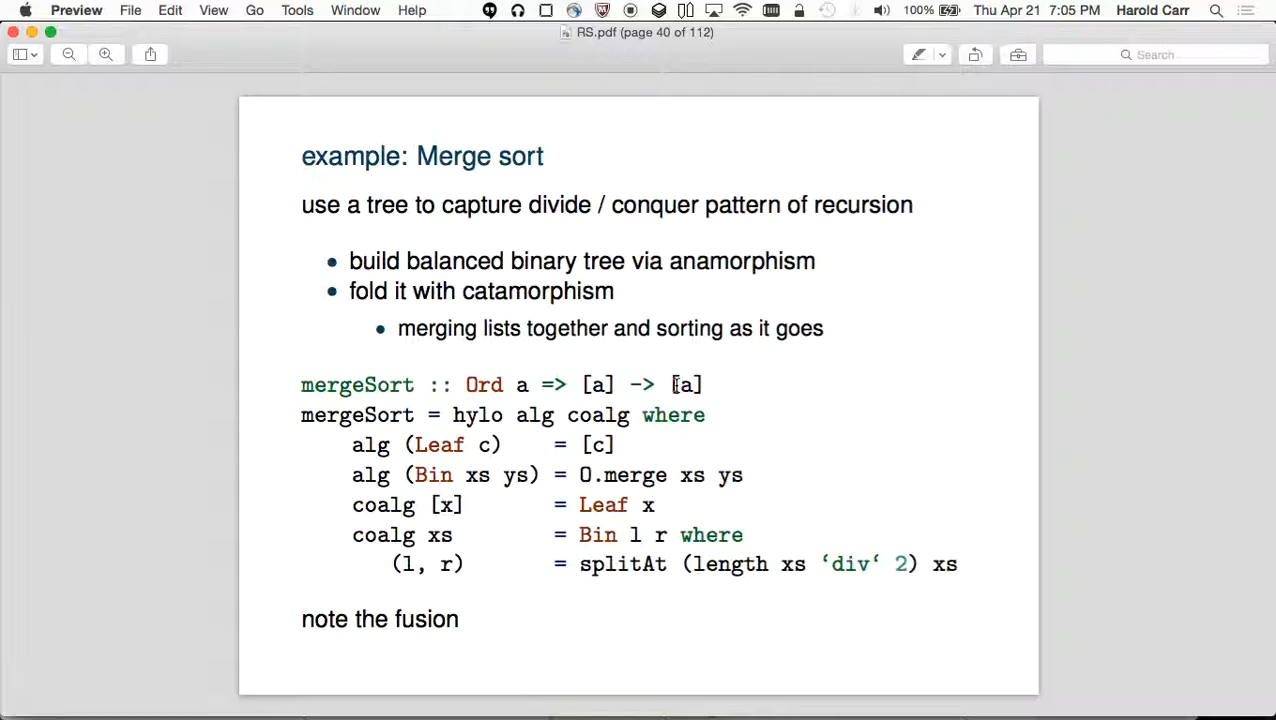 Preview File Edit View Go Tools Window Help 100% Thu Apr 21 7:05 PM Harold Carr
RS.pdf (page 40 of 112)
Search
example: Merge sort
use a tree to capture divide / conquer pattern of recursion
• build balanced binary tree via anamorphism
• fold it with catamorphism
• merging lists together and sorting as it goes
mergeSort :: Ord a => [a] -> [a]
mergeSort = hylo alg coalg where
alg (Leaf c) = [c]
alg (Bin xs ys) = O.merge xs ys
coalg [x] = Leaf x
coalg xs = Bin l r where
(l, r) = splitAt (length xs ‘div‘ 2) xs
note the fusion